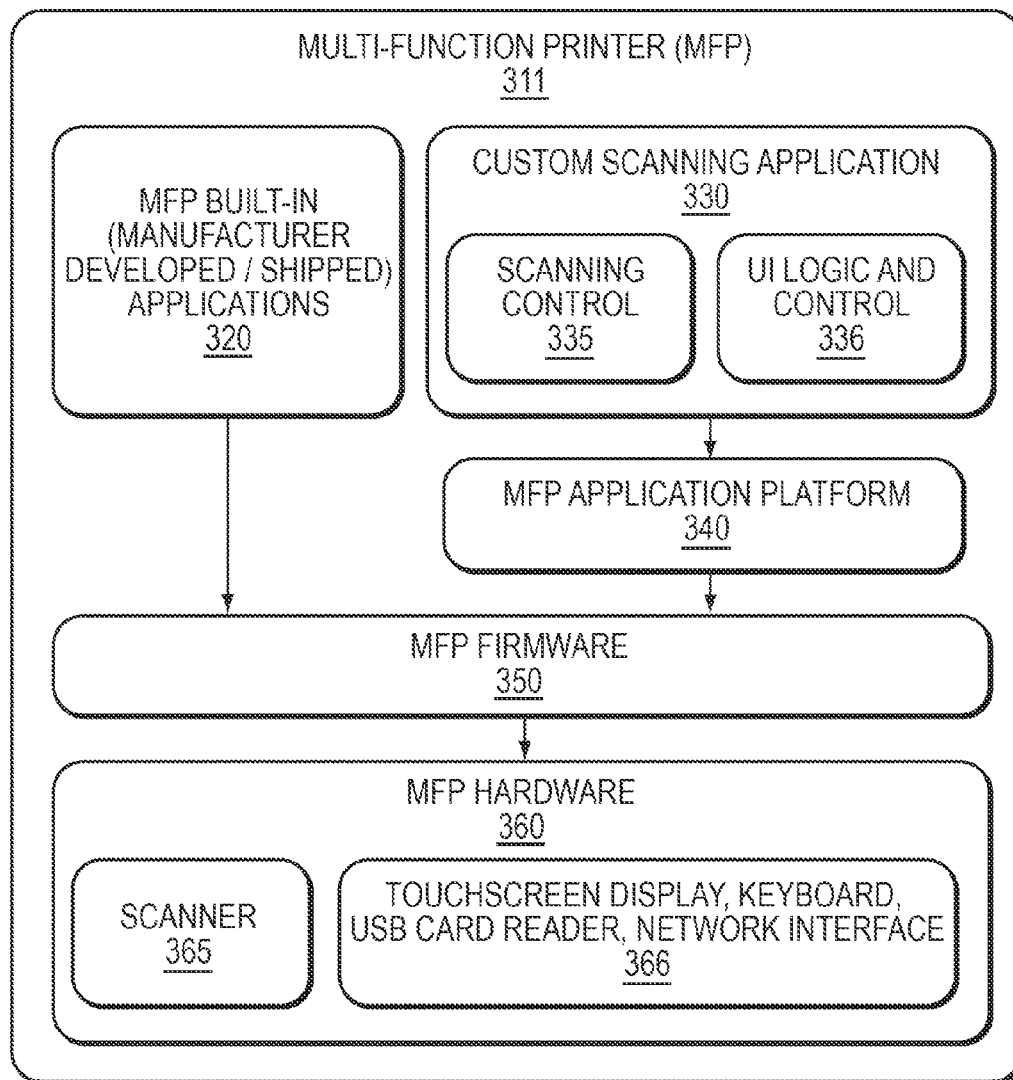 MULTI-FUNCTION PRINTER (MFP)
311
MFP BUILT-IN
(MANUFACTURER
DEVELOPED / SHIPPED)
APPLICATIONS
320
CUSTOM SCANNING APPLICATION
330
SCANNING
CONTROL
335
UI LOGIC AND
CONTROL
336
MFP APPLICATION PLATFORM
340
MFP FIRMWARE
350
MFP HARDWARE
360
SCANNER
365
TOUCHSCREEN DISPLAY, KEYBOARD,
USB CARD READER, NETWORK INTERFACE
366